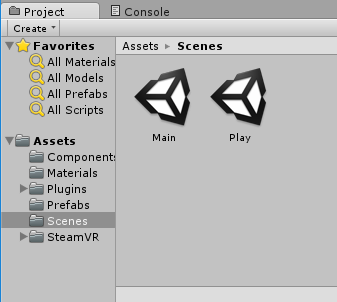 Project
Console
Create
Favorites
All Materials
All Models
All Prefabs
All Scripts
Assets
Components
Materials
Plugins
Prefabs
Scenes
SteamVR
Assets Scenes
Main
Play